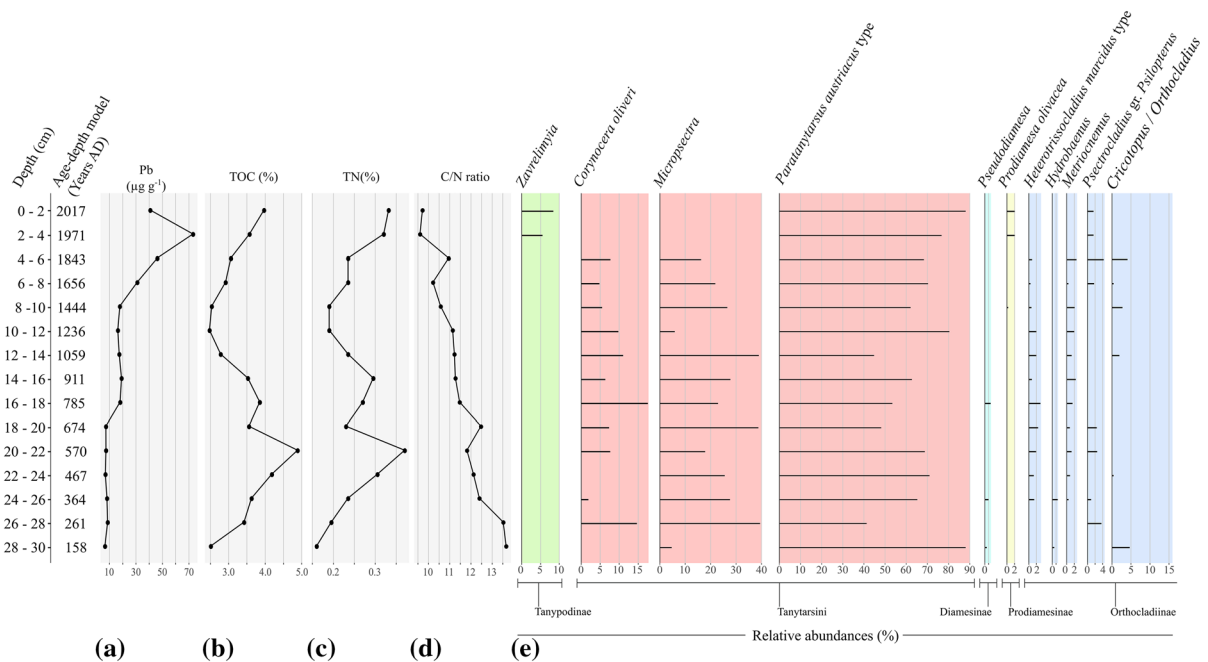 Depth (cm)
Age-depth model
(Years AD)
Pb
(µg g⁻¹)
TOC (%)
TN(%)
C/N ratio
Zavrelimyia
Corynocera oliveri
Micropsectra
Paratanytarsus austriacus type
Pseudodiamesa
Prodiamesa olivacea
Heterotrissocladius marcidus type
Hydrobaenus
Metriocnemus
Psectrocladius gr. Psilopterus
Cricotopus / Orthocladius
0 - 2 2017
2 - 4 1971
4 - 6 1843
6 - 8 1656
8 -10 1444
10 - 12 1236
12 - 14 1059
14 - 16 911
16 - 18 785
18 - 20 674
20 - 22 570
22 - 24 467
24 - 26 364
26 - 28 261
28 - 30 158
10 30 50 70
3.0 4.0 5.0
0.2 0.3
10 11 12 13
0 5 10
0 5 10 15
0 10 20 30 40
0 10 20 30 40 50 60 70 80 90
0
0 2
0 2
0
0 2
0 2 4
0 5 10 15
Tanypodinae
Tanytarsini
Diamesinae
Prodiamesinae
Orthocladiinae
Relative abundances (%)
(a) (b) (c) (d) (e)